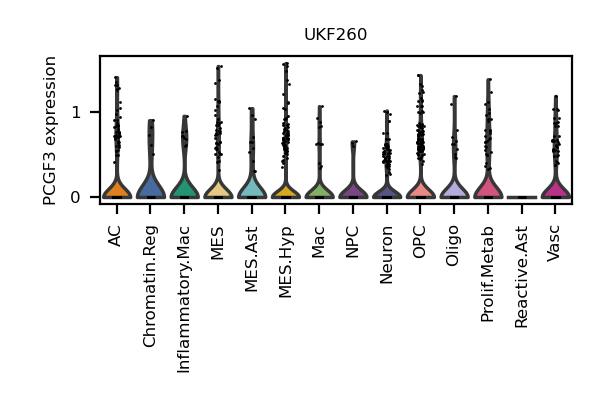 UKF260
PCGF3 expression
1
0
AC
Chromatin.Reg
Inflammatory.Mac
MES
MES.Ast
MES.Hyp
Mac
NPC
Neuron
OPC
Oligo
Prolif.Metab
Reactive.Ast
Vasc